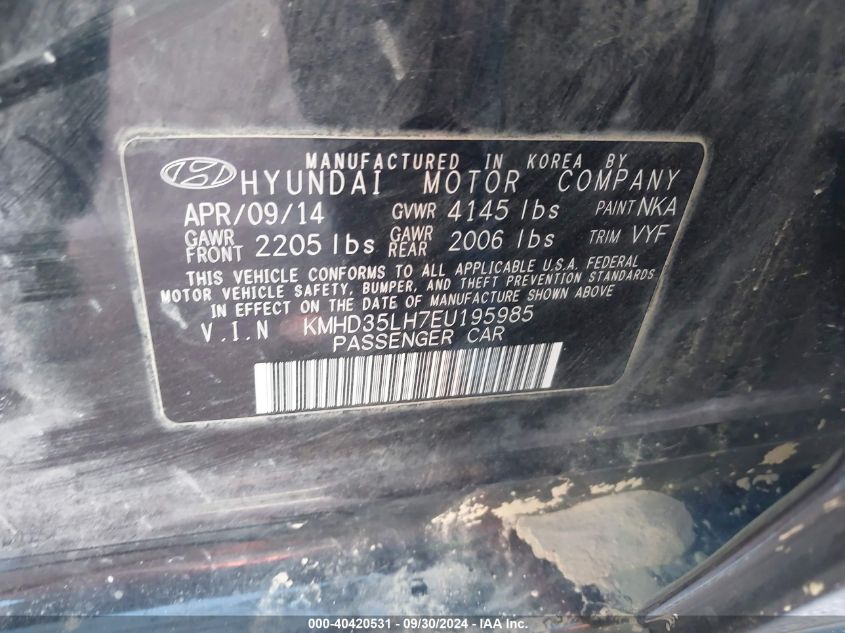 MANUFACTURED IN KOREA BY
HYUNDAI MOTOR COMPANY
APR/09/14 GVWR 4145 lbs PAINT NKA
GAWR FRONT 2205 lbs GAWR REAR 2006 lbs TRIM VYF
THIS VEHICLE CONFORMS TO ALL APPLICABLE U.S.A. FEDERAL
MOTOR VEHICLE SAFETY, BUMPER, AND THEFT PREVENTION STANDARDS
IN EFFECT ON THE DATE OF MANUFACTURE SHOWN ABOVE
V.I.N KMHD35LH7EU195985
PASSENGER CAR
000-40420531 - 09/30/2024 - IAAI Holdings, Inc.